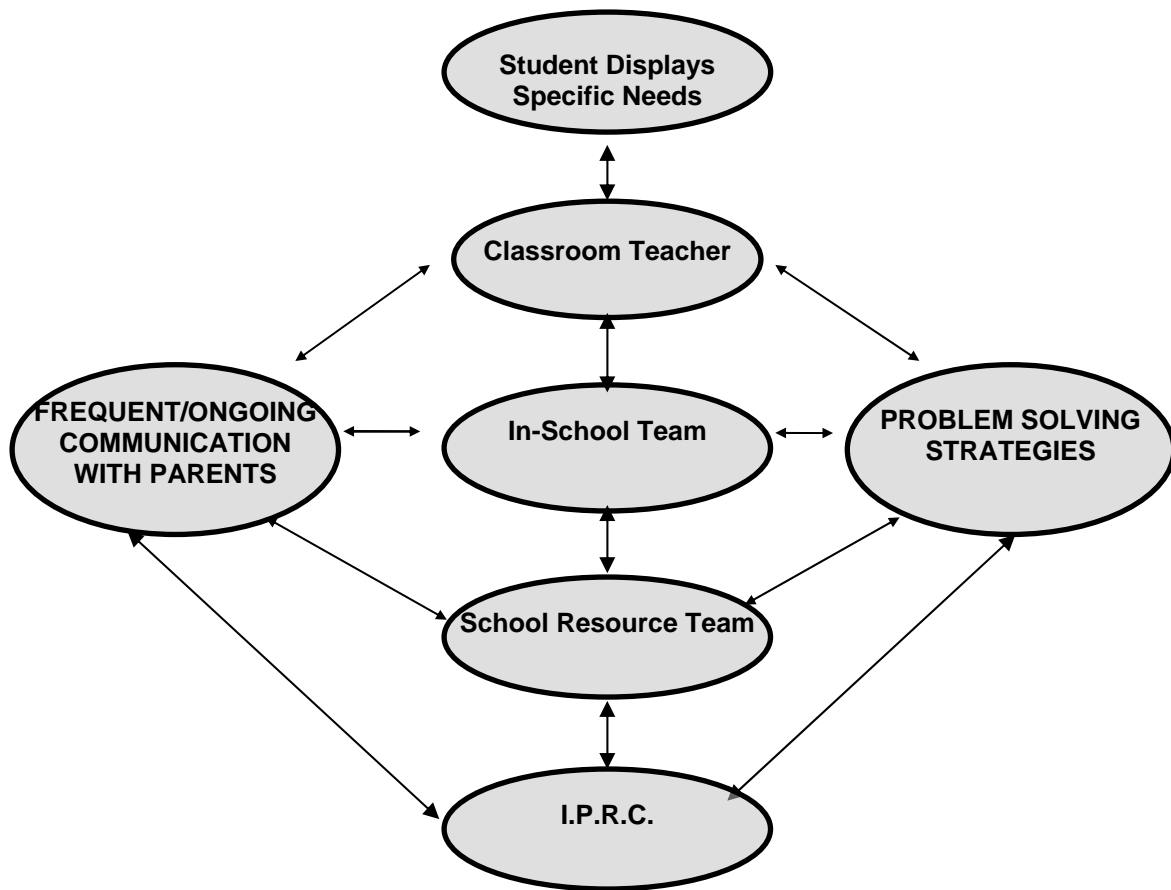 Student Displays
Specific Needs
Classroom Teacher
FREQUENT/ONGOING
COMMUNICATION
WITH PARENTS
In-School Team
PROBLEM SOLVING
STRATEGIES
School Resource Team
I.P.R.C.